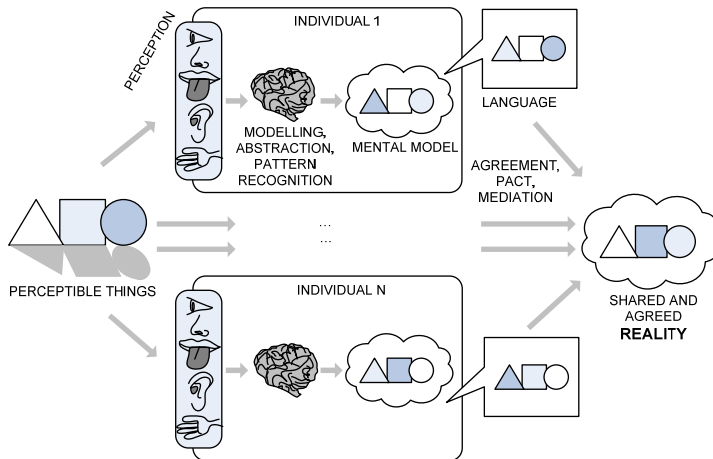 INDIVIDUAL 1
PERCEPTION
LANGUAGE
MODELLING,
ABSTRACTION,
PATTERN
RECOGNITION
MENTAL MODEL
AGREEMENT,
PACT,
MEDIATION
...
...
PERCEPTIBLE THINGS
INDIVIDUAL N
SHARED AND
AGREED
REALITY